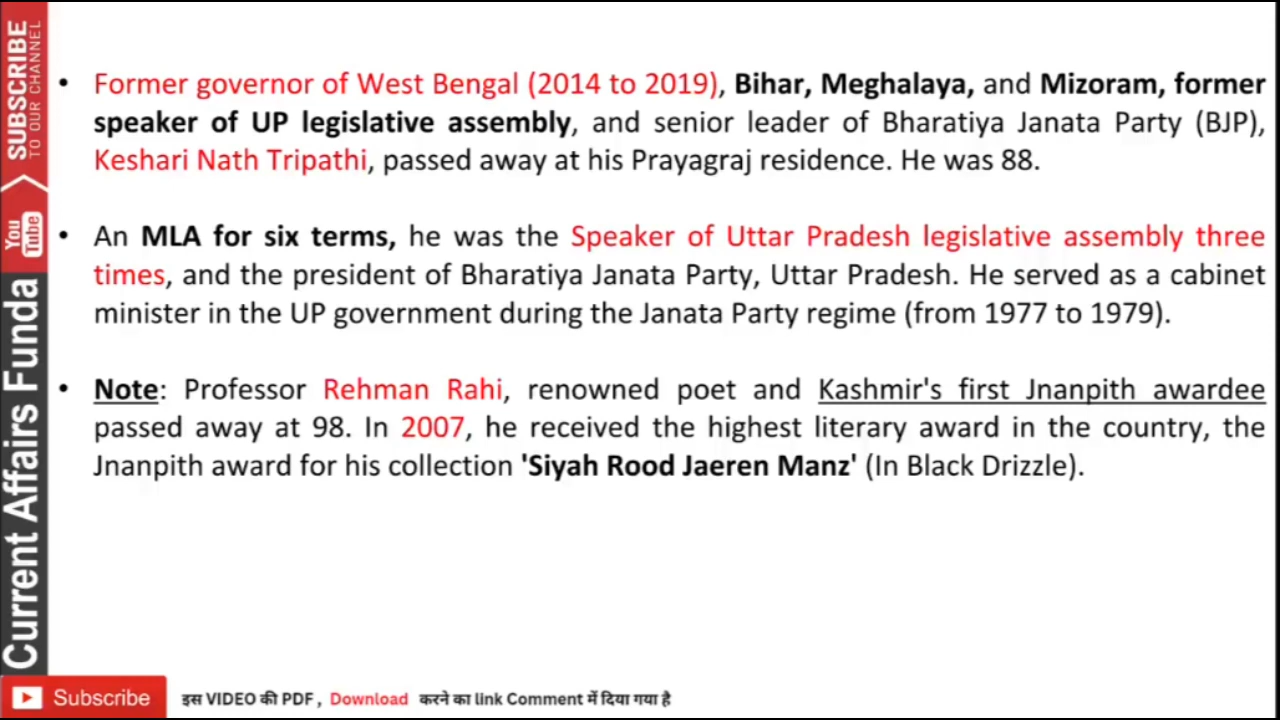 SUBSCRIBE
TO OUR CHANNEL
You
Tube
Current Affairs Funda
• Former governor of West Bengal (2014 to 2019), Bihar, Meghalaya, and Mizoram, former
speaker of UP legislative assembly, and senior leader of Bharatiya Janata Party (BJP),
Keshari Nath Tripathi, passed away at his Prayagraj residence. He was 88.
• An MLA for six terms, he was the Speaker of Uttar Pradesh legislative assembly three
times, and the president of Bharatiya Janata Party, Uttar Pradesh. He served as a cabinet
minister in the UP government during the Janata Party regime (from 1977 to 1979).
• Note: Professor Rehman Rahi, renowned poet and Kashmir's first Jnanpith awardee
passed away at 98. In 2007, he received the highest literary award in the country, the
Jnanpith award for his collection 'Siyah Rood Jaeren Manz' (In Black Drizzle).
Subscribe इस VIDEO की PDF , Download करने का link Comment में दिया गया है